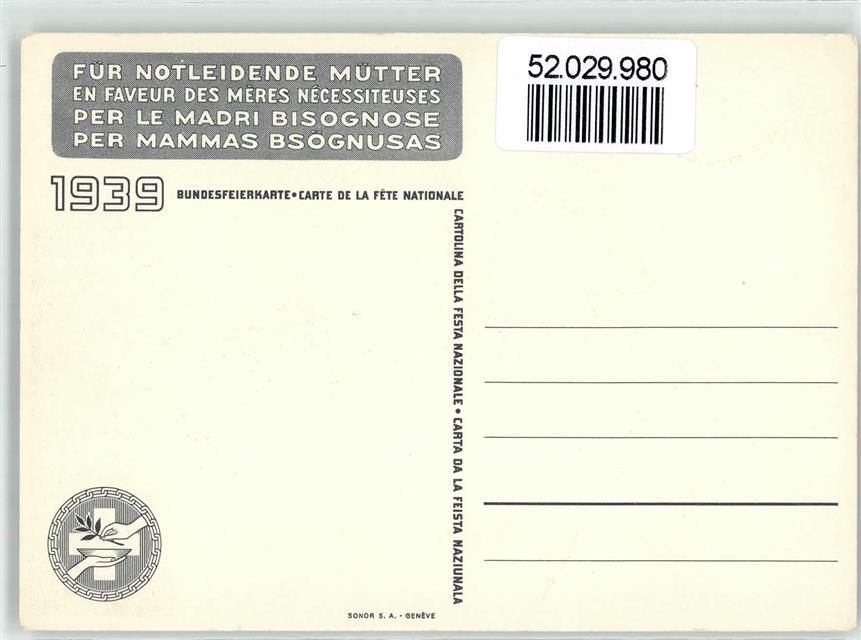 FÜR NOTLEIDENDE MÜTTER
EN FAVEUR DES MÈRES NÉCESSITEUSES
PER LE MADRI BISOGNOSE
PER MAMMAS BSÖGNUSAS
1939 BUNDESFEIERKARTE • CARTE DE LA FÊTE NATIONALE
CARTOLINA DELLA FESTA NAZIONALE • CARTA DA LA FEISTA NAZIUNALA
52.029.980
SONOR S. A. - GENÈVE